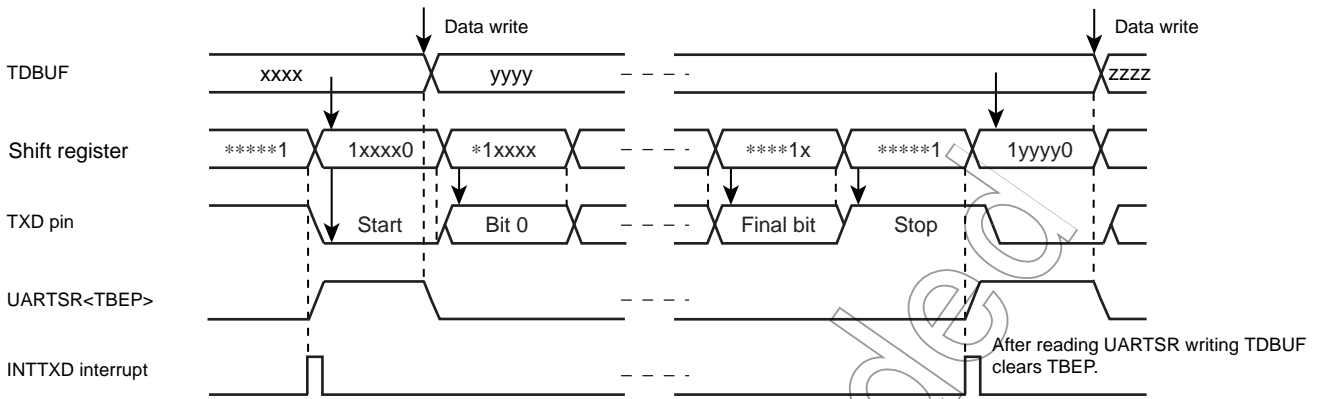 Data write
Data write
TDBUF
xxxx
yyyy
zzzz
Shift register
*****1
1xxxx0
*1xxxx
****1x
*****1
1yyyy0
TXD pin
Start
Bit 0
Final bit
Stop
UARTSR<TBEP>
After reading UARTSR writing TDBUF
clears TBEP.
INTTXD interrupt
ded